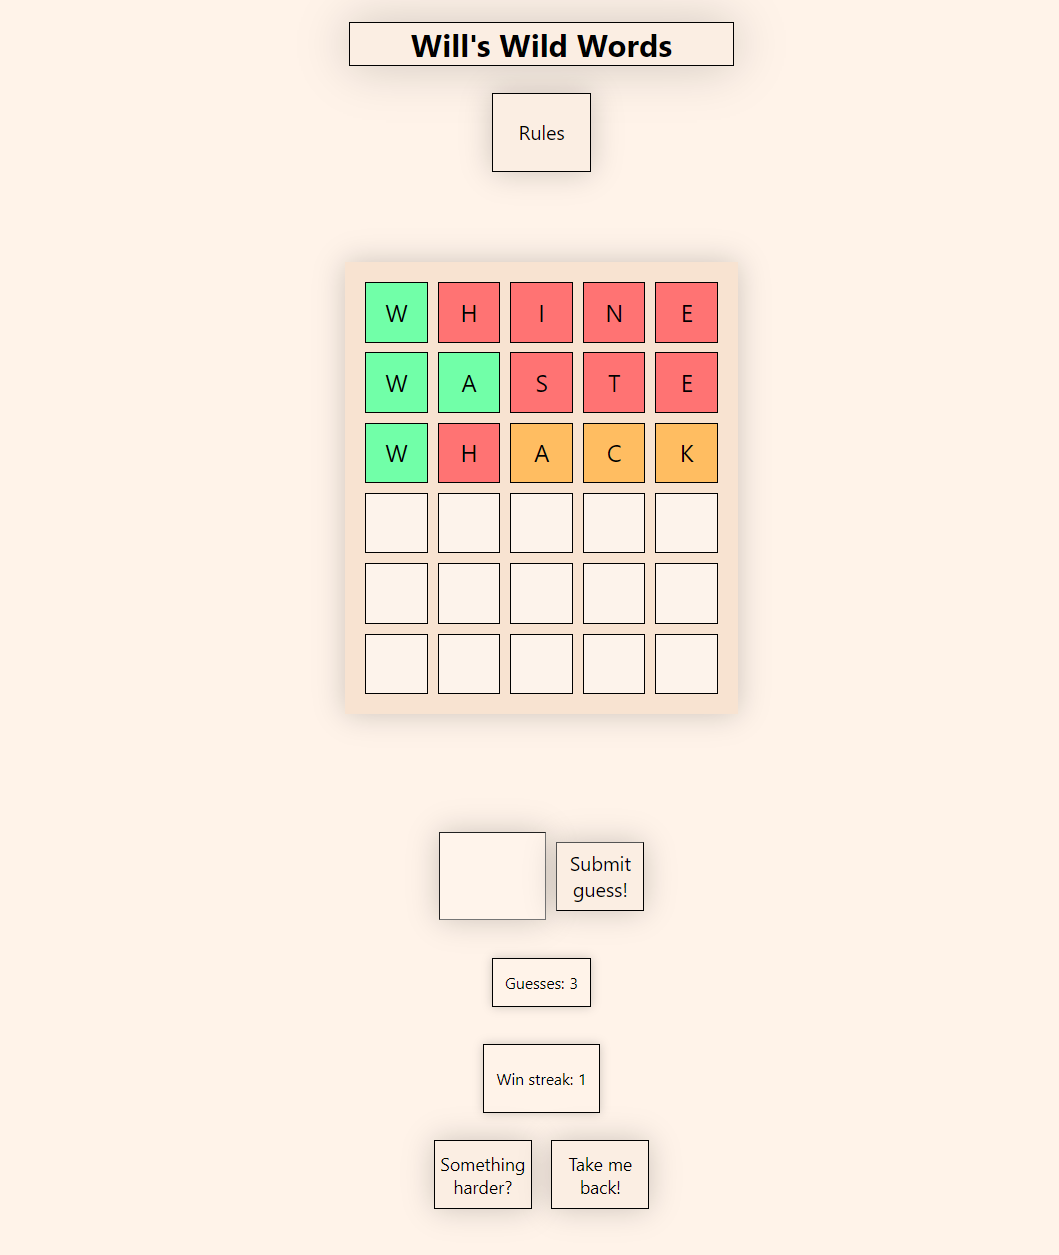 Will's Wild Words
Rules
W H I N E
W A S T E
W H A C K
Submit
guess!
Guesses: 3
Win streak: 1
Something
harder?
Take me
back!